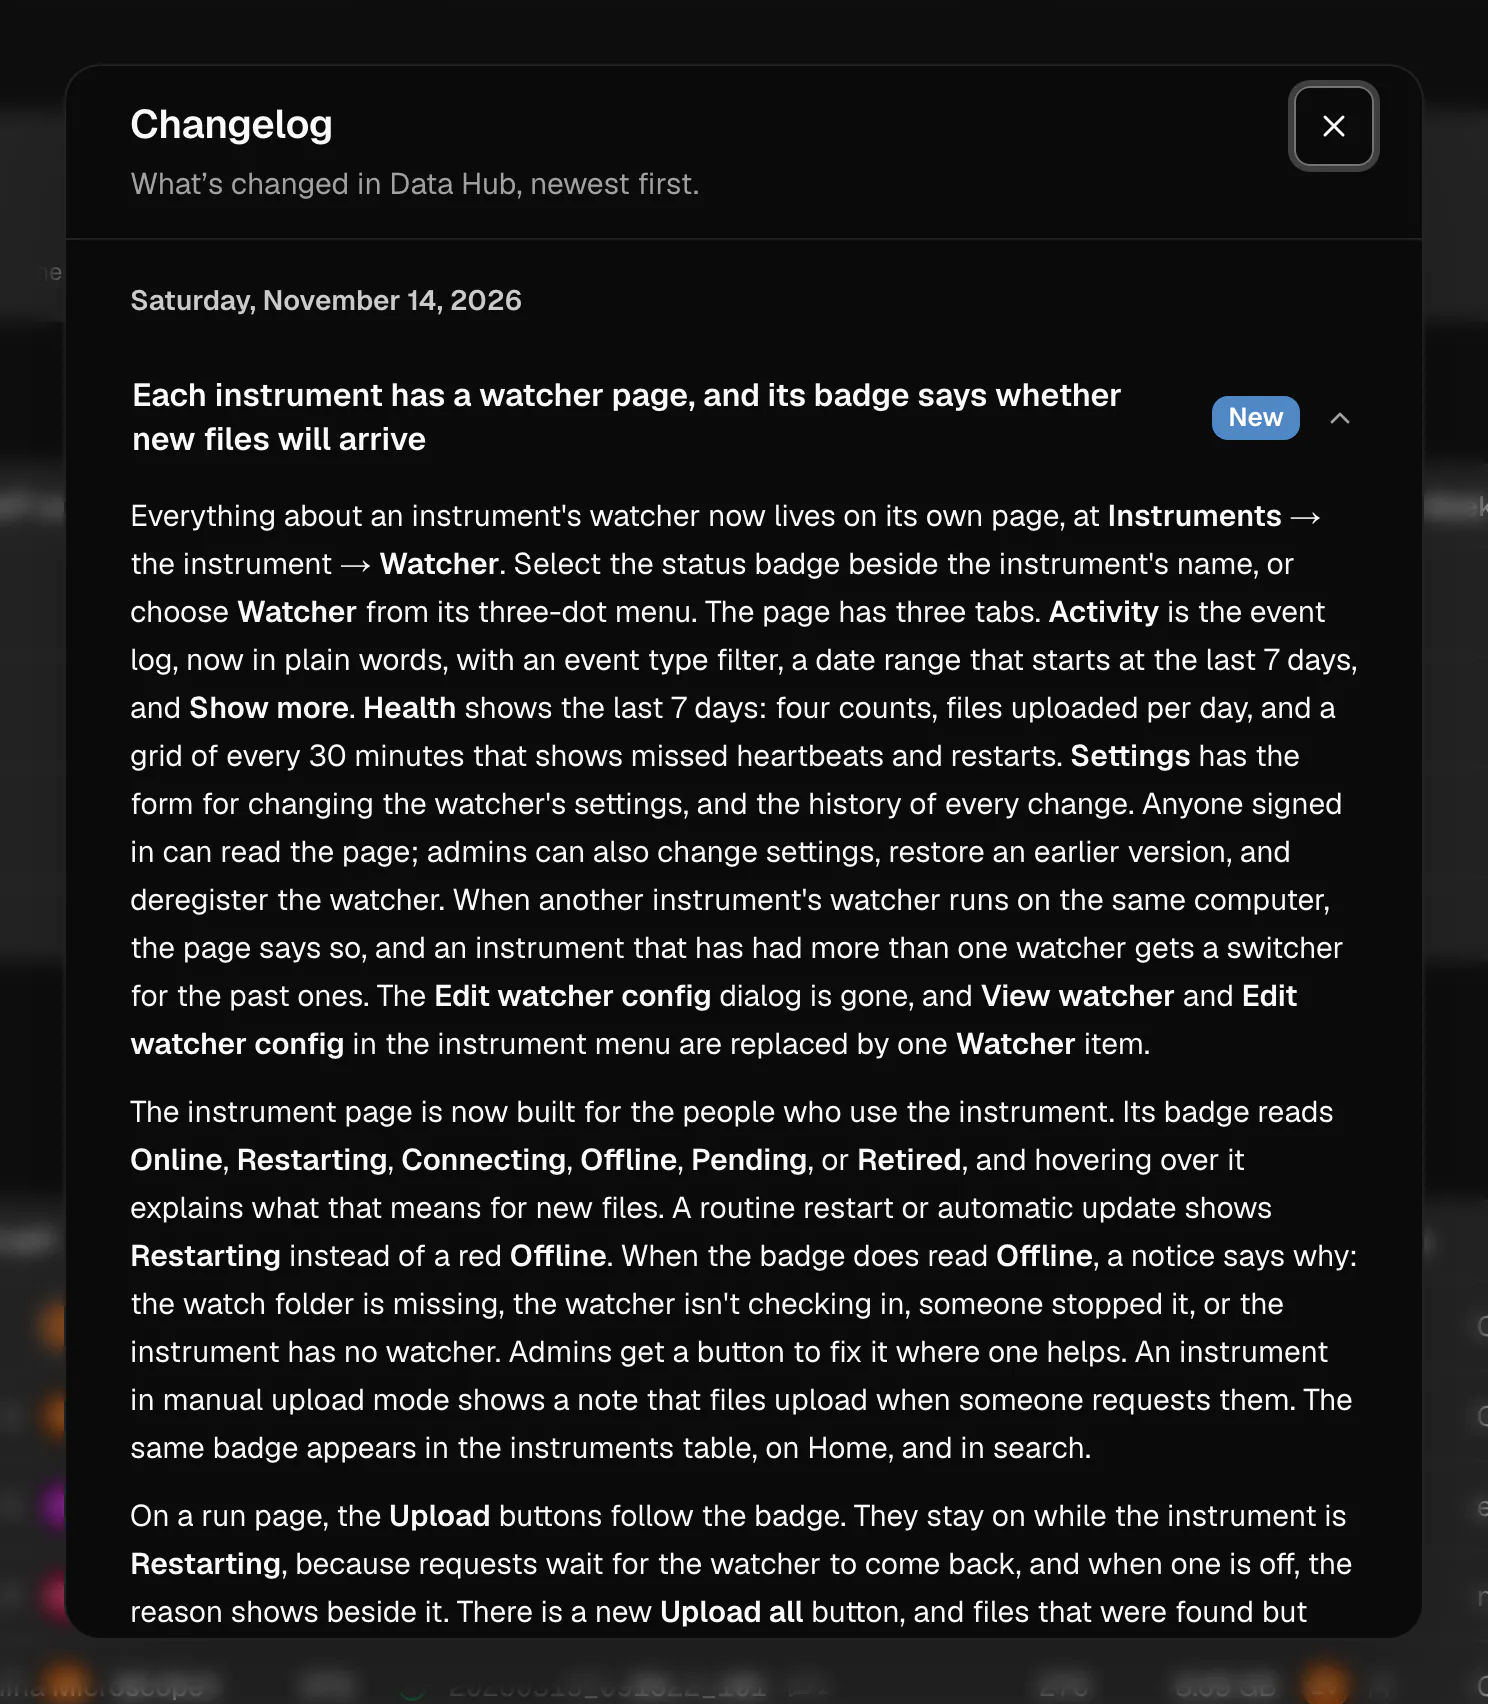 Changelog
What’s changed in Data Hub, newest first.
Saturday, November 14, 2026
Each instrument has a watcher page, and its badge says whether
new files will arrive
New
Everything about an instrument's watcher now lives on its own page, at Instruments →
the instrument → Watcher. Select the status badge beside the instrument's name, or
choose Watcher from its three-dot menu. The page has three tabs. Activity is the event
log, now in plain words, with an event type filter, a date range that starts at the last 7 days,
and Show more. Health shows the last 7 days: four counts, files uploaded per day, and a
grid of every 30 minutes that shows missed heartbeats and restarts. Settings has the
form for changing the watcher's settings, and the history of every change. Anyone signed
in can read the page; admins can also change settings, restore an earlier version, and
deregister the watcher. When another instrument's watcher runs on the same computer,
the page says so, and an instrument that has had more than one watcher gets a switcher
for the past ones. The Edit watcher config dialog is gone, and View watcher and Edit
watcher config in the instrument menu are replaced by one Watcher item.
The instrument page is now built for the people who use the instrument. Its badge reads
Online, Restarting, Connecting, Offline, Pending, or Retired, and hovering over it
explains what that means for new files. A routine restart or automatic update shows
Restarting instead of a red Offline. When the badge does read Offline, a notice says why:
the watch folder is missing, the watcher isn't checking in, someone stopped it, or the
instrument has no watcher. Admins get a button to fix it where one helps. An instrument
in manual upload mode shows a note that files upload when someone requests them. The
same badge appears in the instruments table, on Home, and in search.
On a run page, the Upload buttons follow the badge. They stay on while the instrument is
Restarting, because requests wait for the watcher to come back, and when one is off, the
reason shows beside it. There is a new Upload all button, and files that were found but